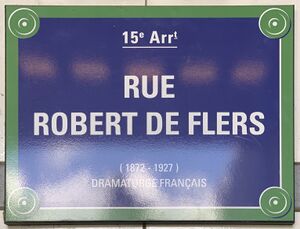 15e Arrt
RUE
ROBERT DE FLERS
(1872 - 1927)
DRAMATURGE FRANÇAIS